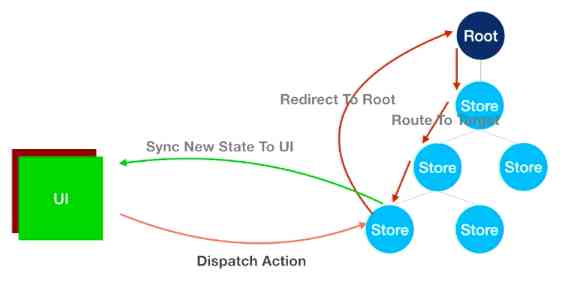 Root
Redirect To Root
Store
Route To Target
Sync New State To UI
Store
Store
UI
Store
Store
Dispatch Action